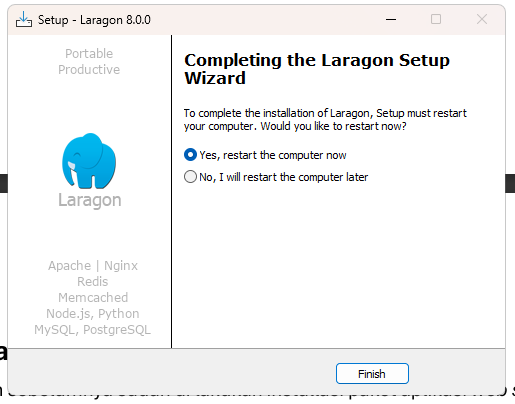 Setup - Laragon 8.0.0
Portable
Productive
Laragon
Apache | Nginx
Redis
Memcached
Node.js, Python
MySQL, PostgreSQL
Completing the Laragon Setup
Wizard
To complete the installation of Laragon, Setup must restart
your computer. Would you like to restart now?
Yes, restart the computer now
No, I will restart the computer later
Finish